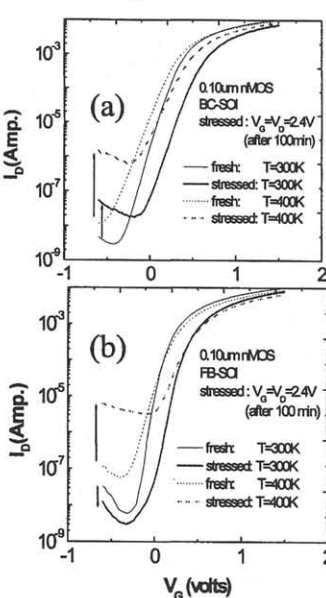 10⁻³
10⁻⁵
10⁻⁷
10⁻⁹
I_D(Amp.)
(a)
0.10um nMOS
BC-SOI
stressed : V_G=V_D=2.4V
(after 100min)
fresh: T=300K
stressed: T=300K
fresh: T=400K
stressed: T=400K
-1 0 1 2
10⁻³
10⁻⁵
10⁻⁷
10⁻⁹
I_D(Amp.)
(b)
0.10um nMOS
FB-SOI
stressed : V_G=V_D=2.4V
(after 100 min)
fresh: T=300K
stressed: T=300K
fresh: T=400K
stressed: T=400K
-1 0 1 2
V_G (volts)